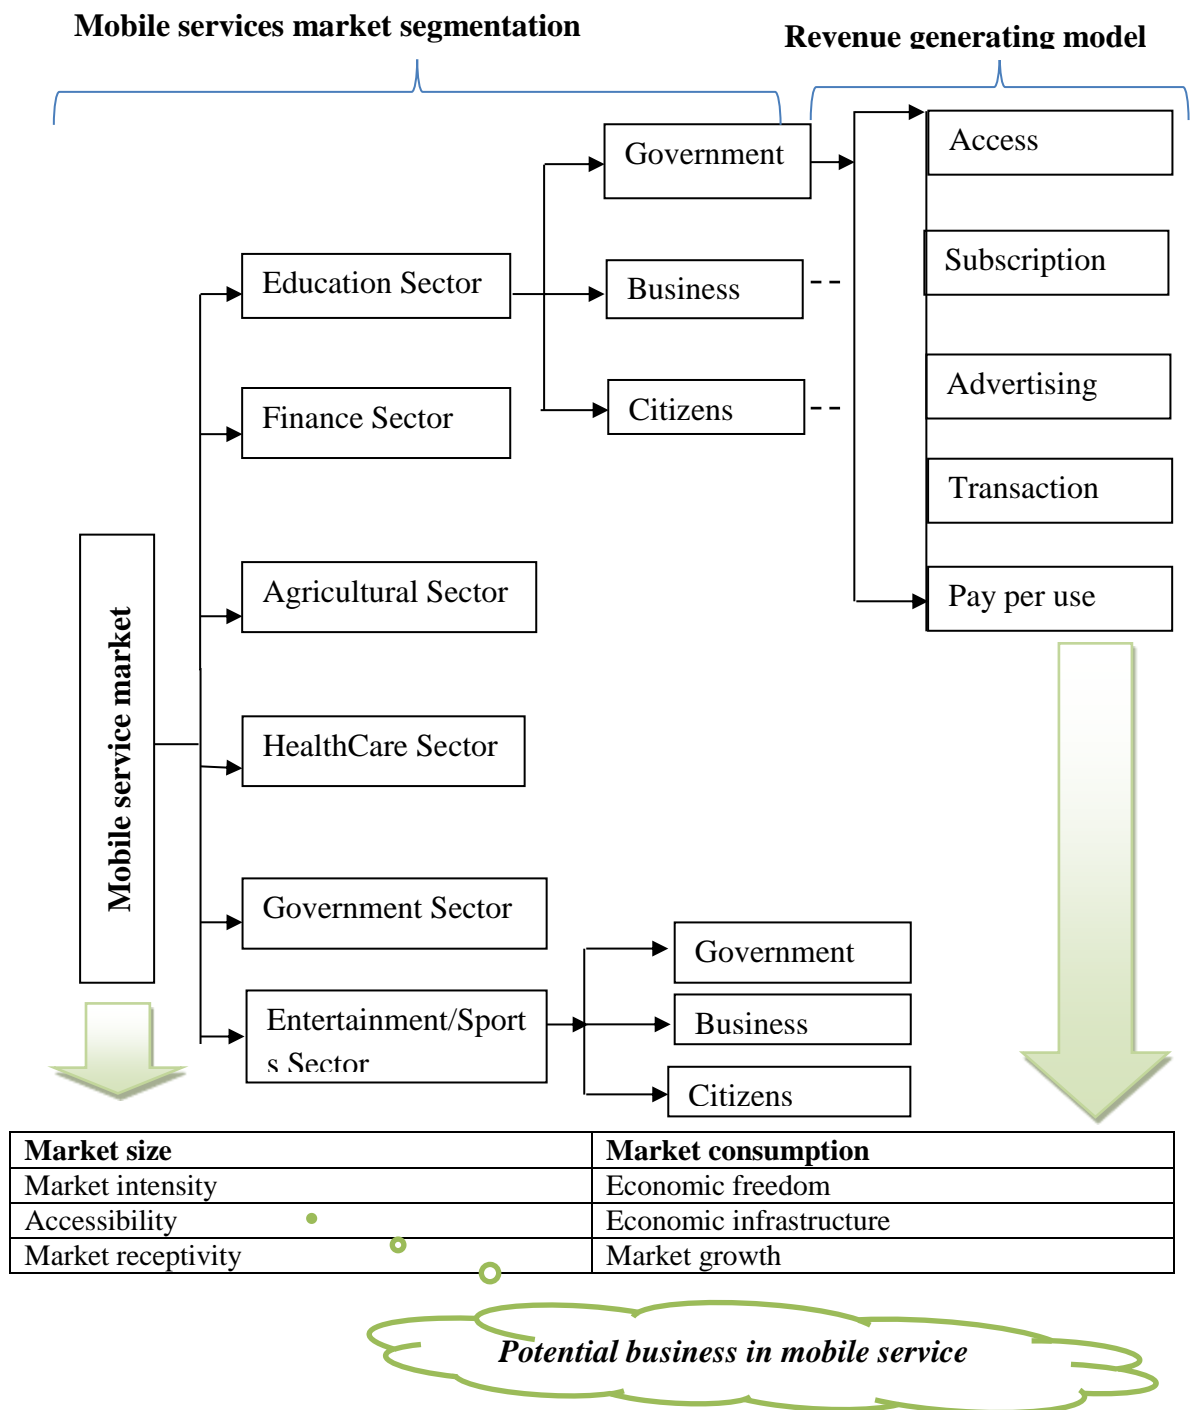 Mobile services market segmentation
Revenue generating model
Government
Access
Education Sector
Business
Subscription
Finance Sector
Citizens
Advertising
Transaction
Agricultural Sector
Pay per use
Mobile service market
HealthCare Sector
Government Sector
Government
Entertainment/Sport
s Sector
Business
Citizens
Market size
Market consumption
Market intensity
Economic freedom
Accessibility
Economic infrastructure
Market receptivity
Market growth
Potential business in mobile service